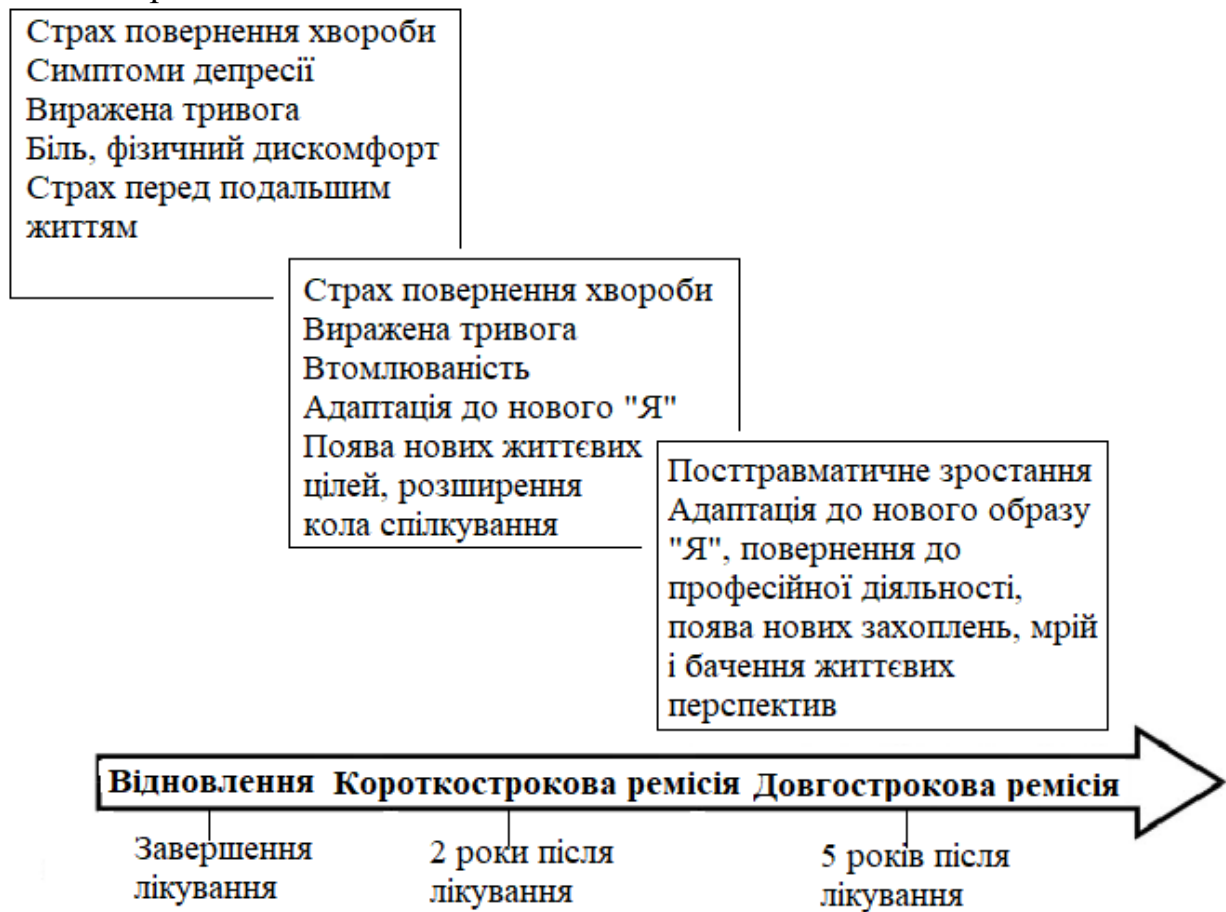 Страх повернення хвороби
Симптоми депресії
Виражена тривога
Біль, фізичний дискомфорт
Страх перед подальшим
життям
Страх повернення хвороби
Виражена тривога
Втомлюваність
Адаптація до нового "Я"
Поява нових життєвих
цілей, розширення
кола спілкування
Посттравматичне зростання
Адаптація до нового образу
"Я", повернення до
професійної діяльності,
поява нових захоплень, мрій
і бачення життєвих
перспектив
Відновлення Короткострокова ремісія Довгострокова ремісія
Завершення
лікування
2 роки після
лікування
5 років після
лікування